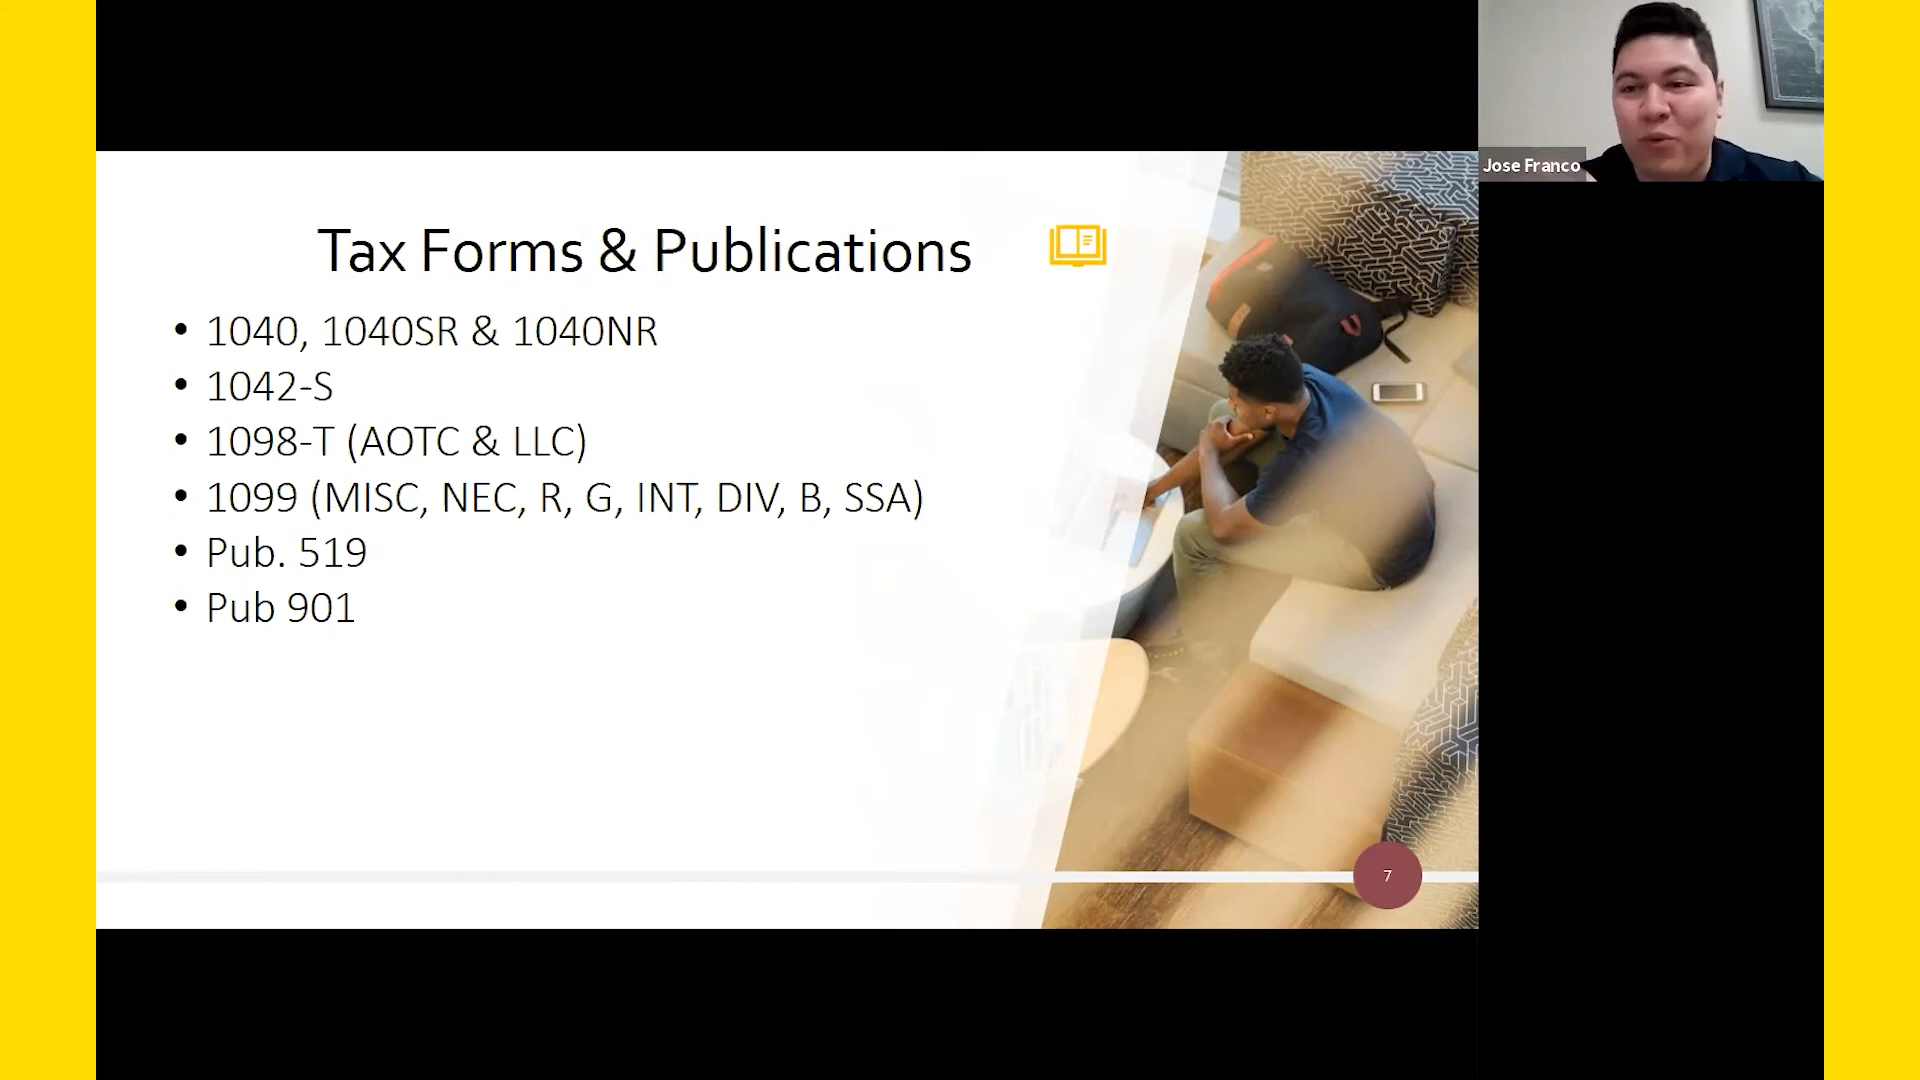 Jose Franco
Tax Forms & Publications
• 1040, 1040SR & 1040NR
• 1042-S
• 1098-T (AOTC & LLC)
• 1099 (MISC, NEC, R, G, INT, DIV, B, SSA)
• Pub. 519
• Pub 901
7